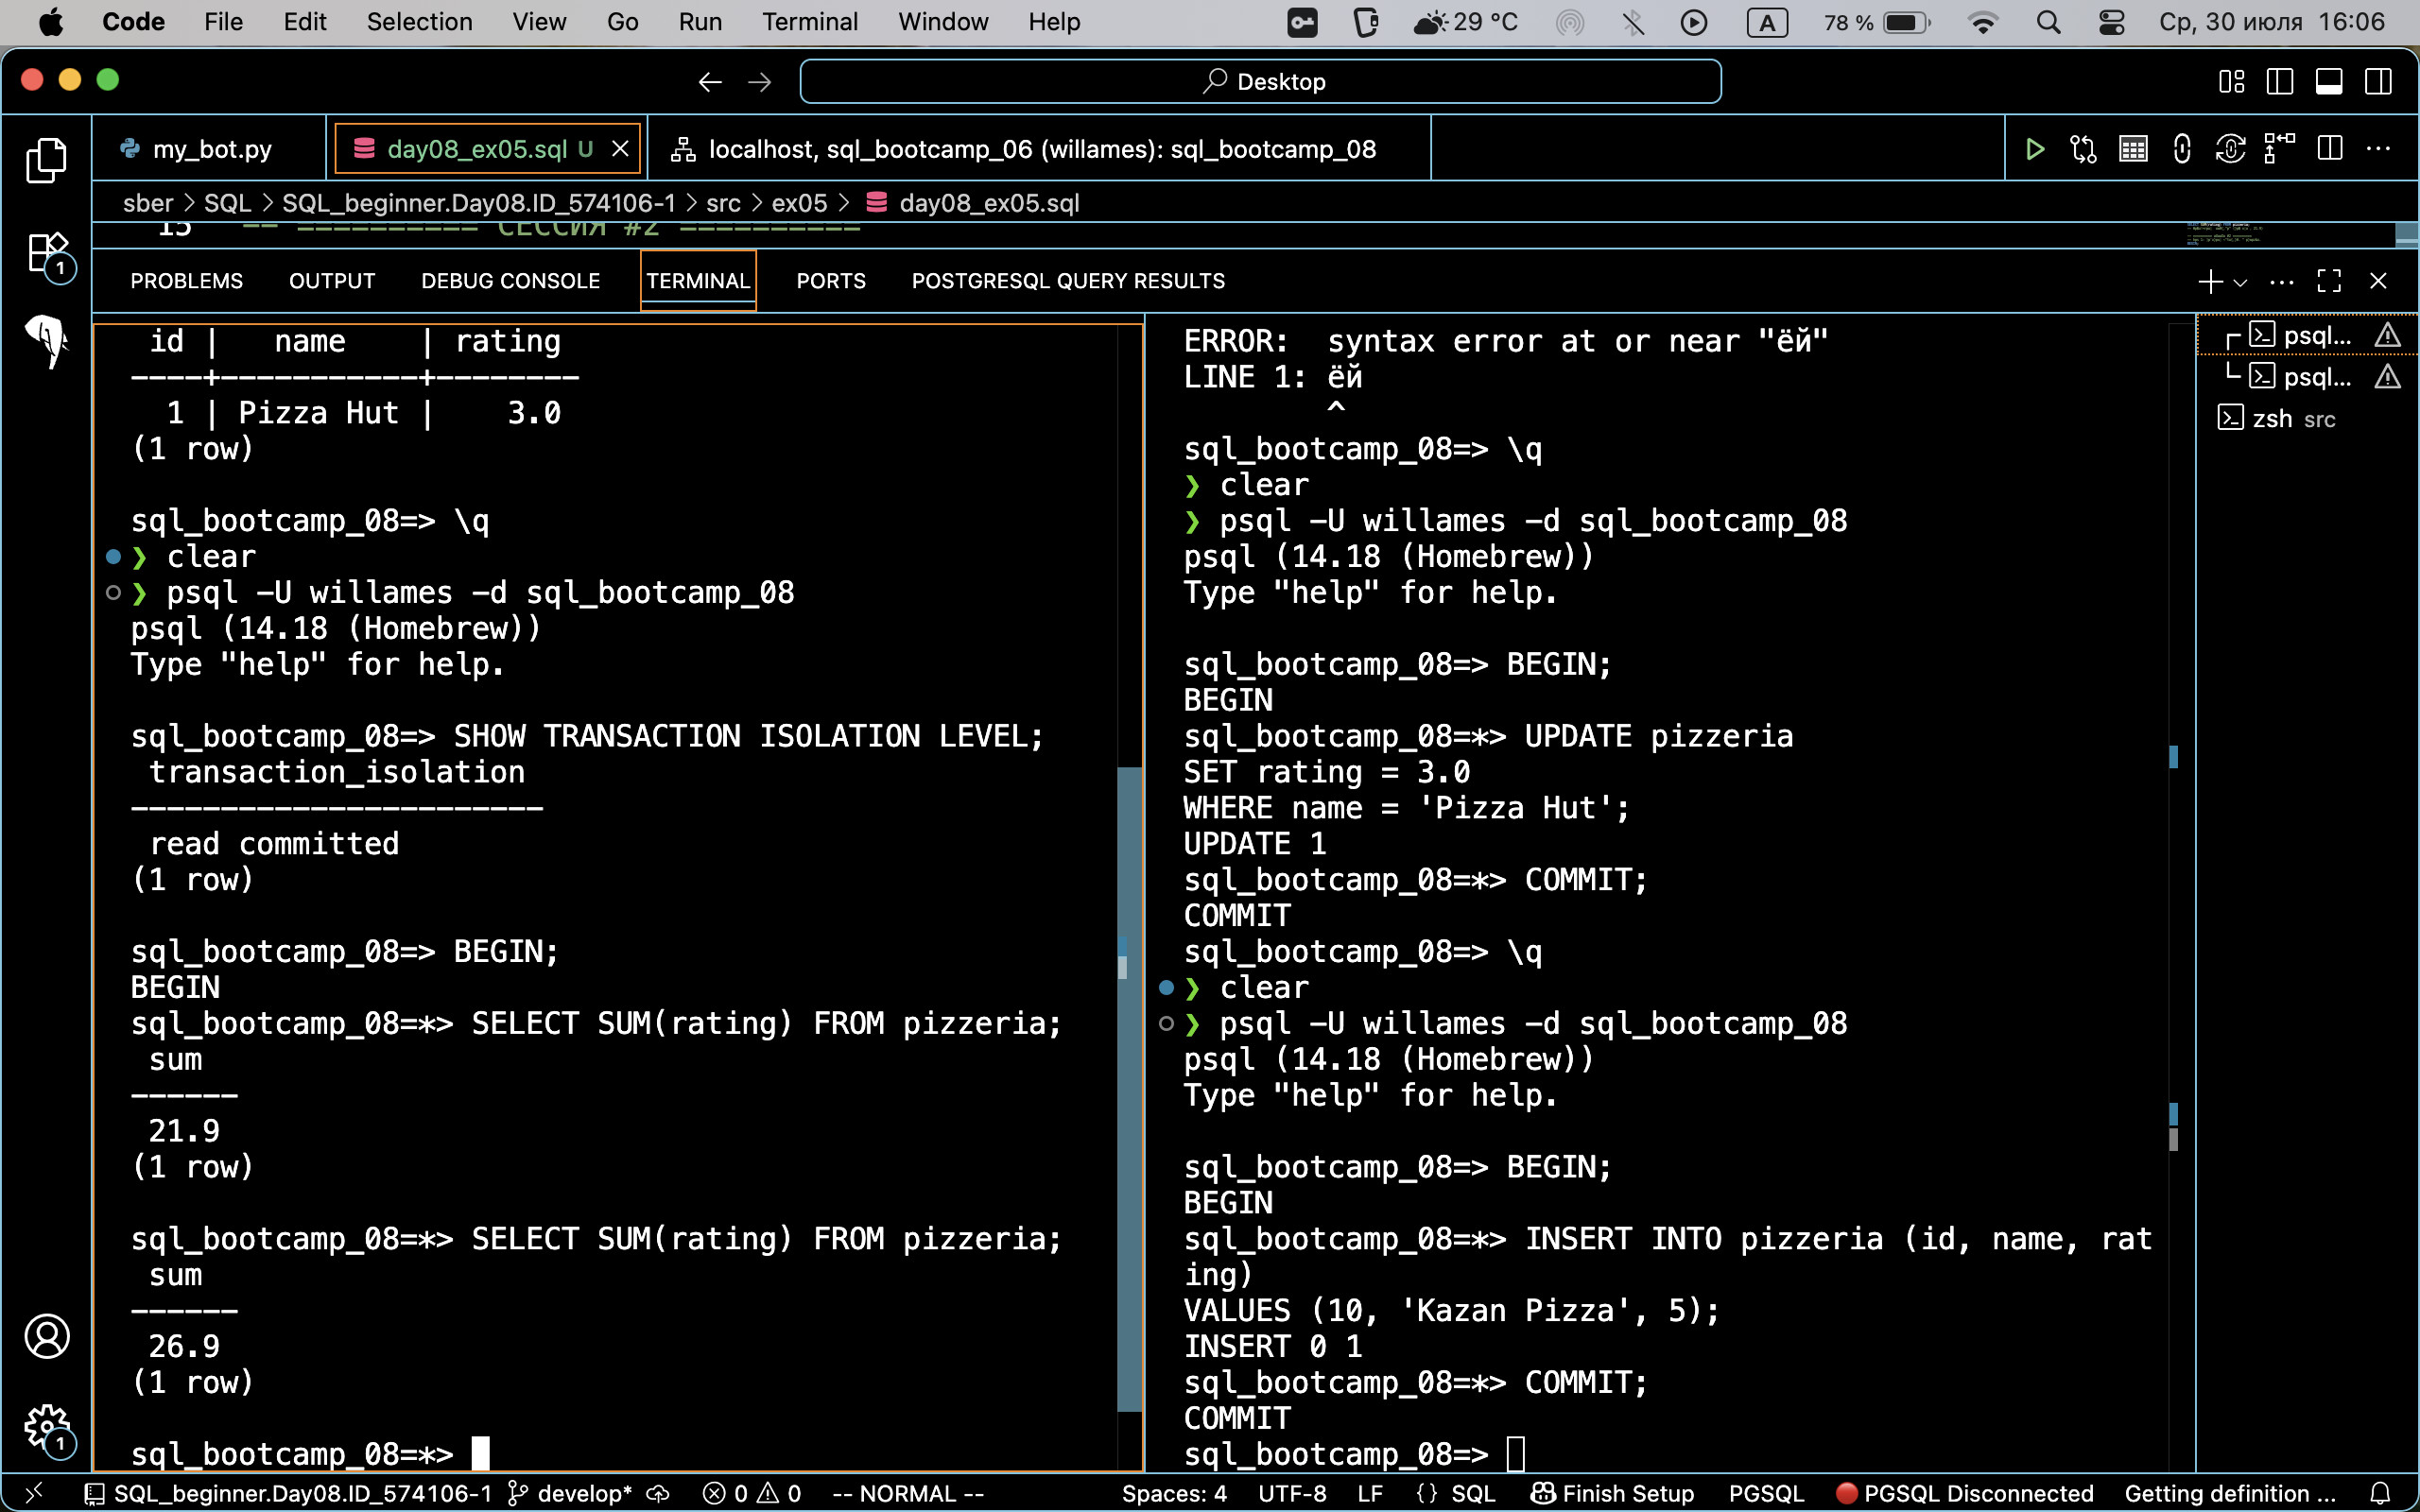 Code File Edit Selection View Go Run Terminal Window Help 29 °C A 78 % Ср, 30 июля 16:06
Desktop
my_bot.py day08_ex05.sql U localhost, sql_bootcamp_06 (willames): sql_bootcamp_08
sber > SQL > SQL_beginner.Day08.ID_574106-1 > src > ex05 > day08_ex05.sql
15 -- ========== СЕССИЯ #2 ==========
PROBLEMS OUTPUT DEBUG CONSOLE TERMINAL PORTS POSTGRESQL QUERY RESULTS
id | name | rating
----+-----------+--------
1 | Pizza Hut | 3.0
(1 row)
sql_bootcamp_08=> \q
❯ clear
❯ psql -U willames -d sql_bootcamp_08
psql (14.18 (Homebrew))
Type "help" for help.
sql_bootcamp_08=> SHOW TRANSACTION ISOLATION LEVEL;
transaction_isolation
-----------------------
read committed
(1 row)
sql_bootcamp_08=> BEGIN;
BEGIN
sql_bootcamp_08=*> SELECT SUM(rating) FROM pizzeria;
sum
------
21.9
(1 row)
sql_bootcamp_08=*> SELECT SUM(rating) FROM pizzeria;
sum
------
26.9
(1 row)
sql_bootcamp_08=*>
ERROR: syntax error at or near "ёй"
LINE 1: ёй
^
sql_bootcamp_08=> \q
❯ clear
❯ psql -U willames -d sql_bootcamp_08
psql (14.18 (Homebrew))
Type "help" for help.
sql_bootcamp_08=> BEGIN;
BEGIN
sql_bootcamp_08=*> UPDATE pizzeria
SET rating = 3.0
WHERE name = 'Pizza Hut';
UPDATE 1
sql_bootcamp_08=*> COMMIT;
COMMIT
sql_bootcamp_08=> \q
❯ clear
❯ psql -U willames -d sql_bootcamp_08
psql (14.18 (Homebrew))
Type "help" for help.
sql_bootcamp_08=> BEGIN;
BEGIN
sql_bootcamp_08=*> INSERT INTO pizzeria (id, name, rat
ing)
VALUES (10, 'Kazan Pizza', 5);
INSERT 0 1
sql_bootcamp_08=*> COMMIT;
COMMIT
sql_bootcamp_08=>
psql...
psql...
zsh src
1
1
SQL_beginner.Day08.ID_574106-1 develop* 0 0 -- NORMAL -- Spaces: 4 UTF-8 LF {} SQL Finish Setup PGSQL PGSQL Disconnected Getting definition ...